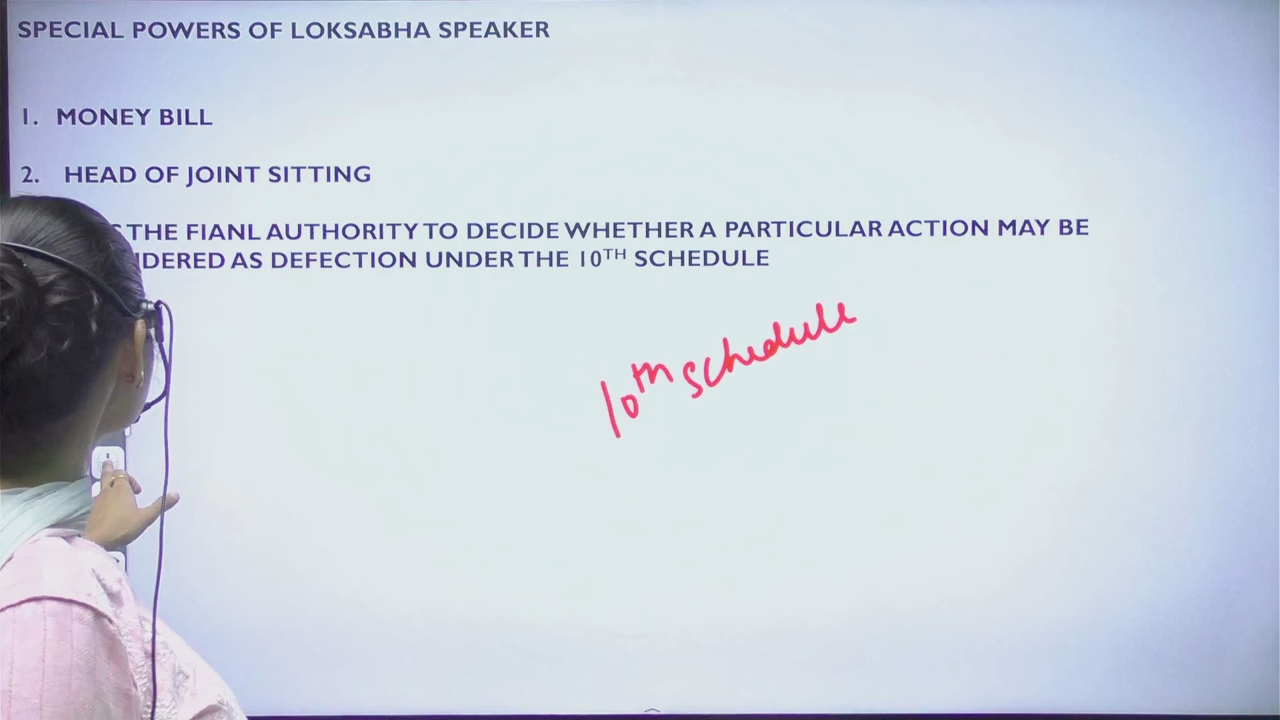 SPECIAL POWERS OF LOKSABHA SPEAKER
1. MONEY BILL
2. HEAD OF JOINT SITTING
THE FIANL AUTHORITY TO DECIDE WHETHER A PARTICULAR ACTION MAY BE
AS DEFECTION UNDER THE 10TH SCHEDULE
10th schedule